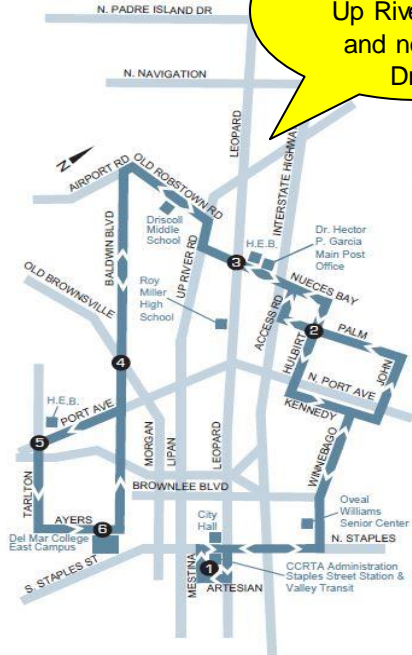 N. PADRE ISLAND DR
Up
and
N. NAVIGATION
LEOPARD
INTERSTATE
N
AIRPORT RD
OLD ROBSTOWN RD
Driscoll
Middle
School
BALDWIN BLVD
UP RIVER RD
H.E.B.
Dr. Hector
P. Garcia
Main Post
Office
3
OLD BROWNSVILLE
Roy
Miller
High
School
ACCESS RD
NUECES BAY
2
PALM
HULBIRT
JOHN
N. PORT AVE
KENNEDY
4
H.E.B.
PORT AVE
5
MORGAN
LIPAN
LEOPARD
WINNEBAGO
TARLTON
BROWNLEE BLVD
AYERS
6
Del Mar College
East Campus
City
Hall
Oveal
Williams
Senior Center
N. STAPLES
S. STAPLES ST
MESTINA
1
ARTESIAN
CCRTA Administration
Staples Street Station &
Valley Transit